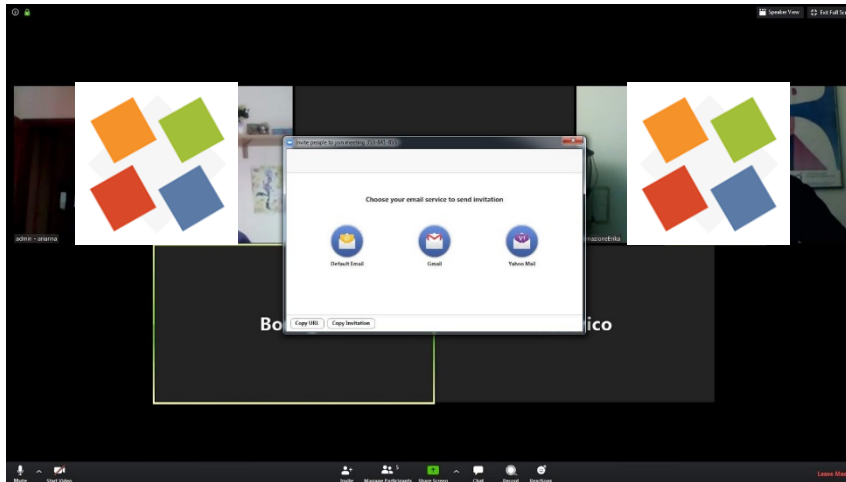 Speaker View Exit Full Scr
Invite people to join meeting
Choose your email service to send invitation
Default Email Gmail Yahoo Mail
admin - arianna
mazioneErika
Bo
ico
Copy URL Copy Invitation
5
Mute Start Video Invite Manage Participants Share Screen Chat Record Reactions
Leave Mee